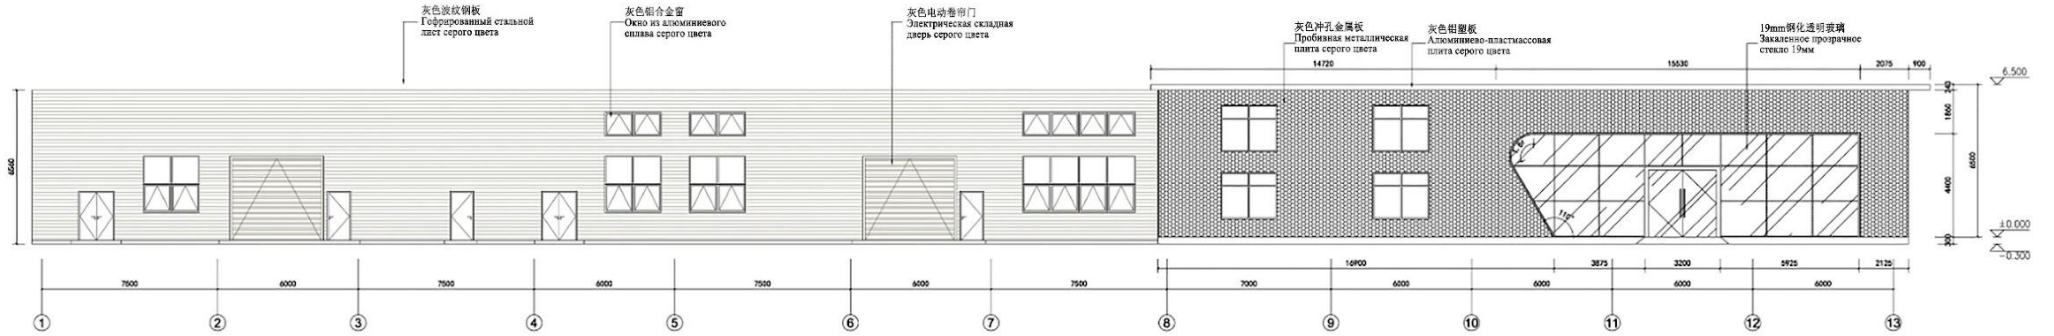 灰色波纹钢板
Гофрированный стальной
лист серого цвета
灰色铝合金窗
Окно из алюминиевого
сплава серого цвета
灰色电动卷帘门
Электрическая складная
дверь серого цвета
灰色冲孔金属板
Пробивная металлическая
плита серого цвета
灰色铝塑板
Алюминиево-пластмассовая
плита серого цвета
19mm钢化透明玻璃
Закаленное прозрачное
стекло 19мм
14720 15530 2075 900
6.500
240
1860
6560
6500
4400
110°
±0.000
300
-0.300
16900 3875 3200 5925 2125
7500 6000 7500 6000 7500 6000 7500 7000 6000 6000 6000 6000
1 2 3 4 5 6 7 8 9 10 11 12 13